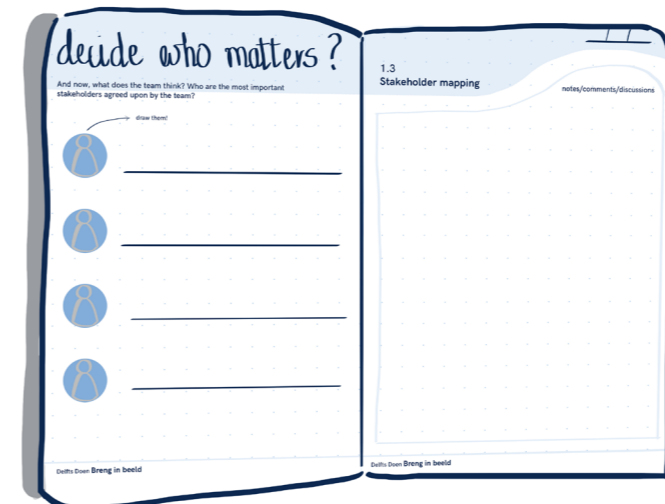 decide who matters?
And now, what does the team think? Who are the most important
stakeholders agreed upon by the team?
draw them!
Delfts Doen Breng in beeld
1.3
Stakeholder mapping
notes/comments/discussions
Delfts Doen Breng in beeld